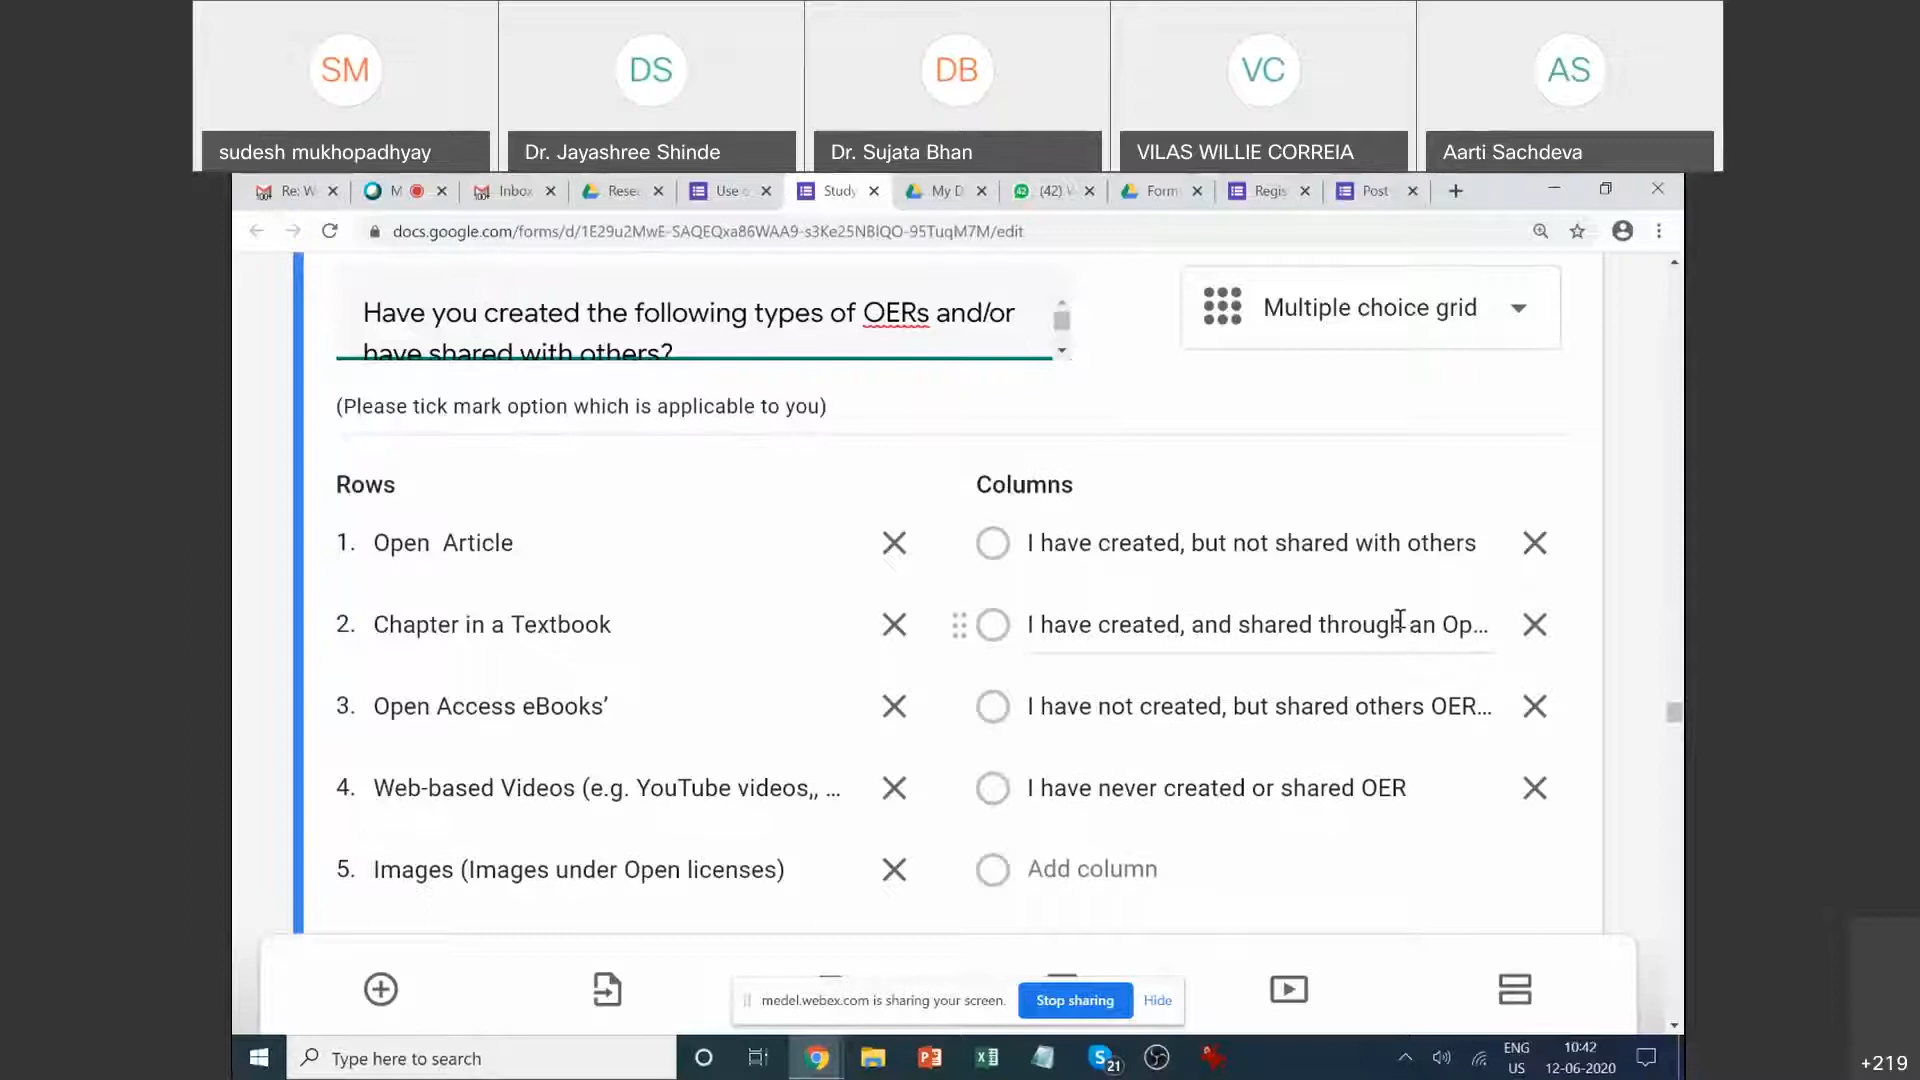 SM
DS
DB
VC
AS
sudesh mukhopadhyay
Dr. Jayashree Shinde
Dr. Sujata Bhan
VILAS WILLIE CORREIA
Aarti Sachdeva
Re: W
M
Inbox
Rese
Use o
Study
My D
(42)
Form
Regis
Post
docs.google.com/forms/d/1E29u2MwE-SAQEQxa86WAA9-s3Ke25NBlQO-95TuqM7M/edit
Have you created the following types of OERs and/or
have shared with others?
Multiple choice grid
(Please tick mark option which is applicable to you)
Rows
Columns
1. Open Article
I have created, but not shared with others
2. Chapter in a Textbook
I have created, and shared through an Op...
3. Open Access eBooks’
I have not created, but shared others OER...
4. Web-based Videos (e.g. YouTube videos,, ...
I have never created or shared OER
5. Images (Images under Open licenses)
Add column
medel.webex.com is sharing your screen.
Stop sharing
Hide
Type here to search
21
ENG
US
10:42
12-06-2020
+219